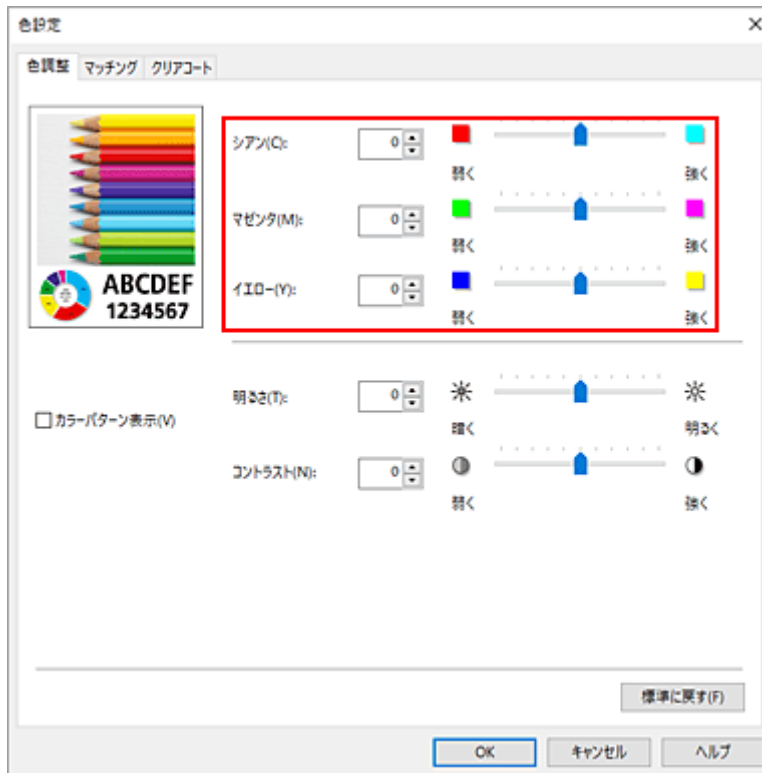 色設定
色調整 マッチング クリアコート
シアン(C): 0
弱く 強く
マゼンタ(M): 0
弱く 強く
イエロー(Y): 0
弱く 強く
ABCDEF
1234567
カラーパターン表示(V)
明るさ(T): 0
暗く 明るく
コントラスト(N): 0
弱く 強く
標準に戻す(F)
OK キャンセル ヘルプ